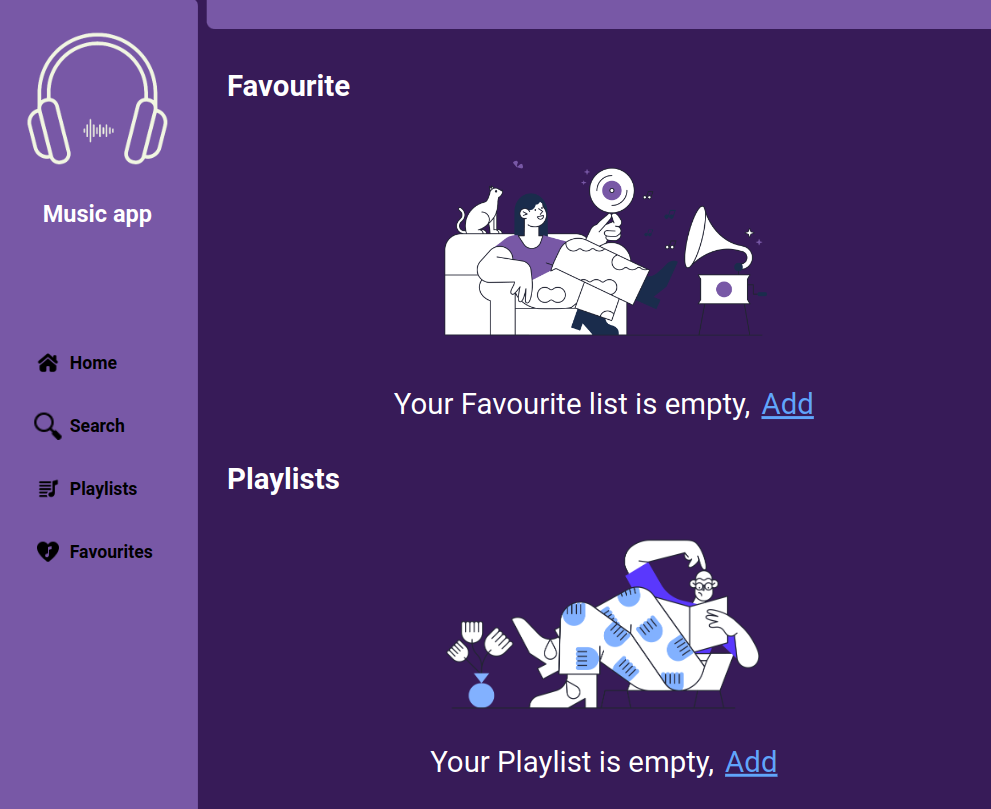 Music app
Home
Search
Playlists
Favourites
Favourite
Your Favourite list is empty, Add
Playlists
Your Playlist is empty, Add